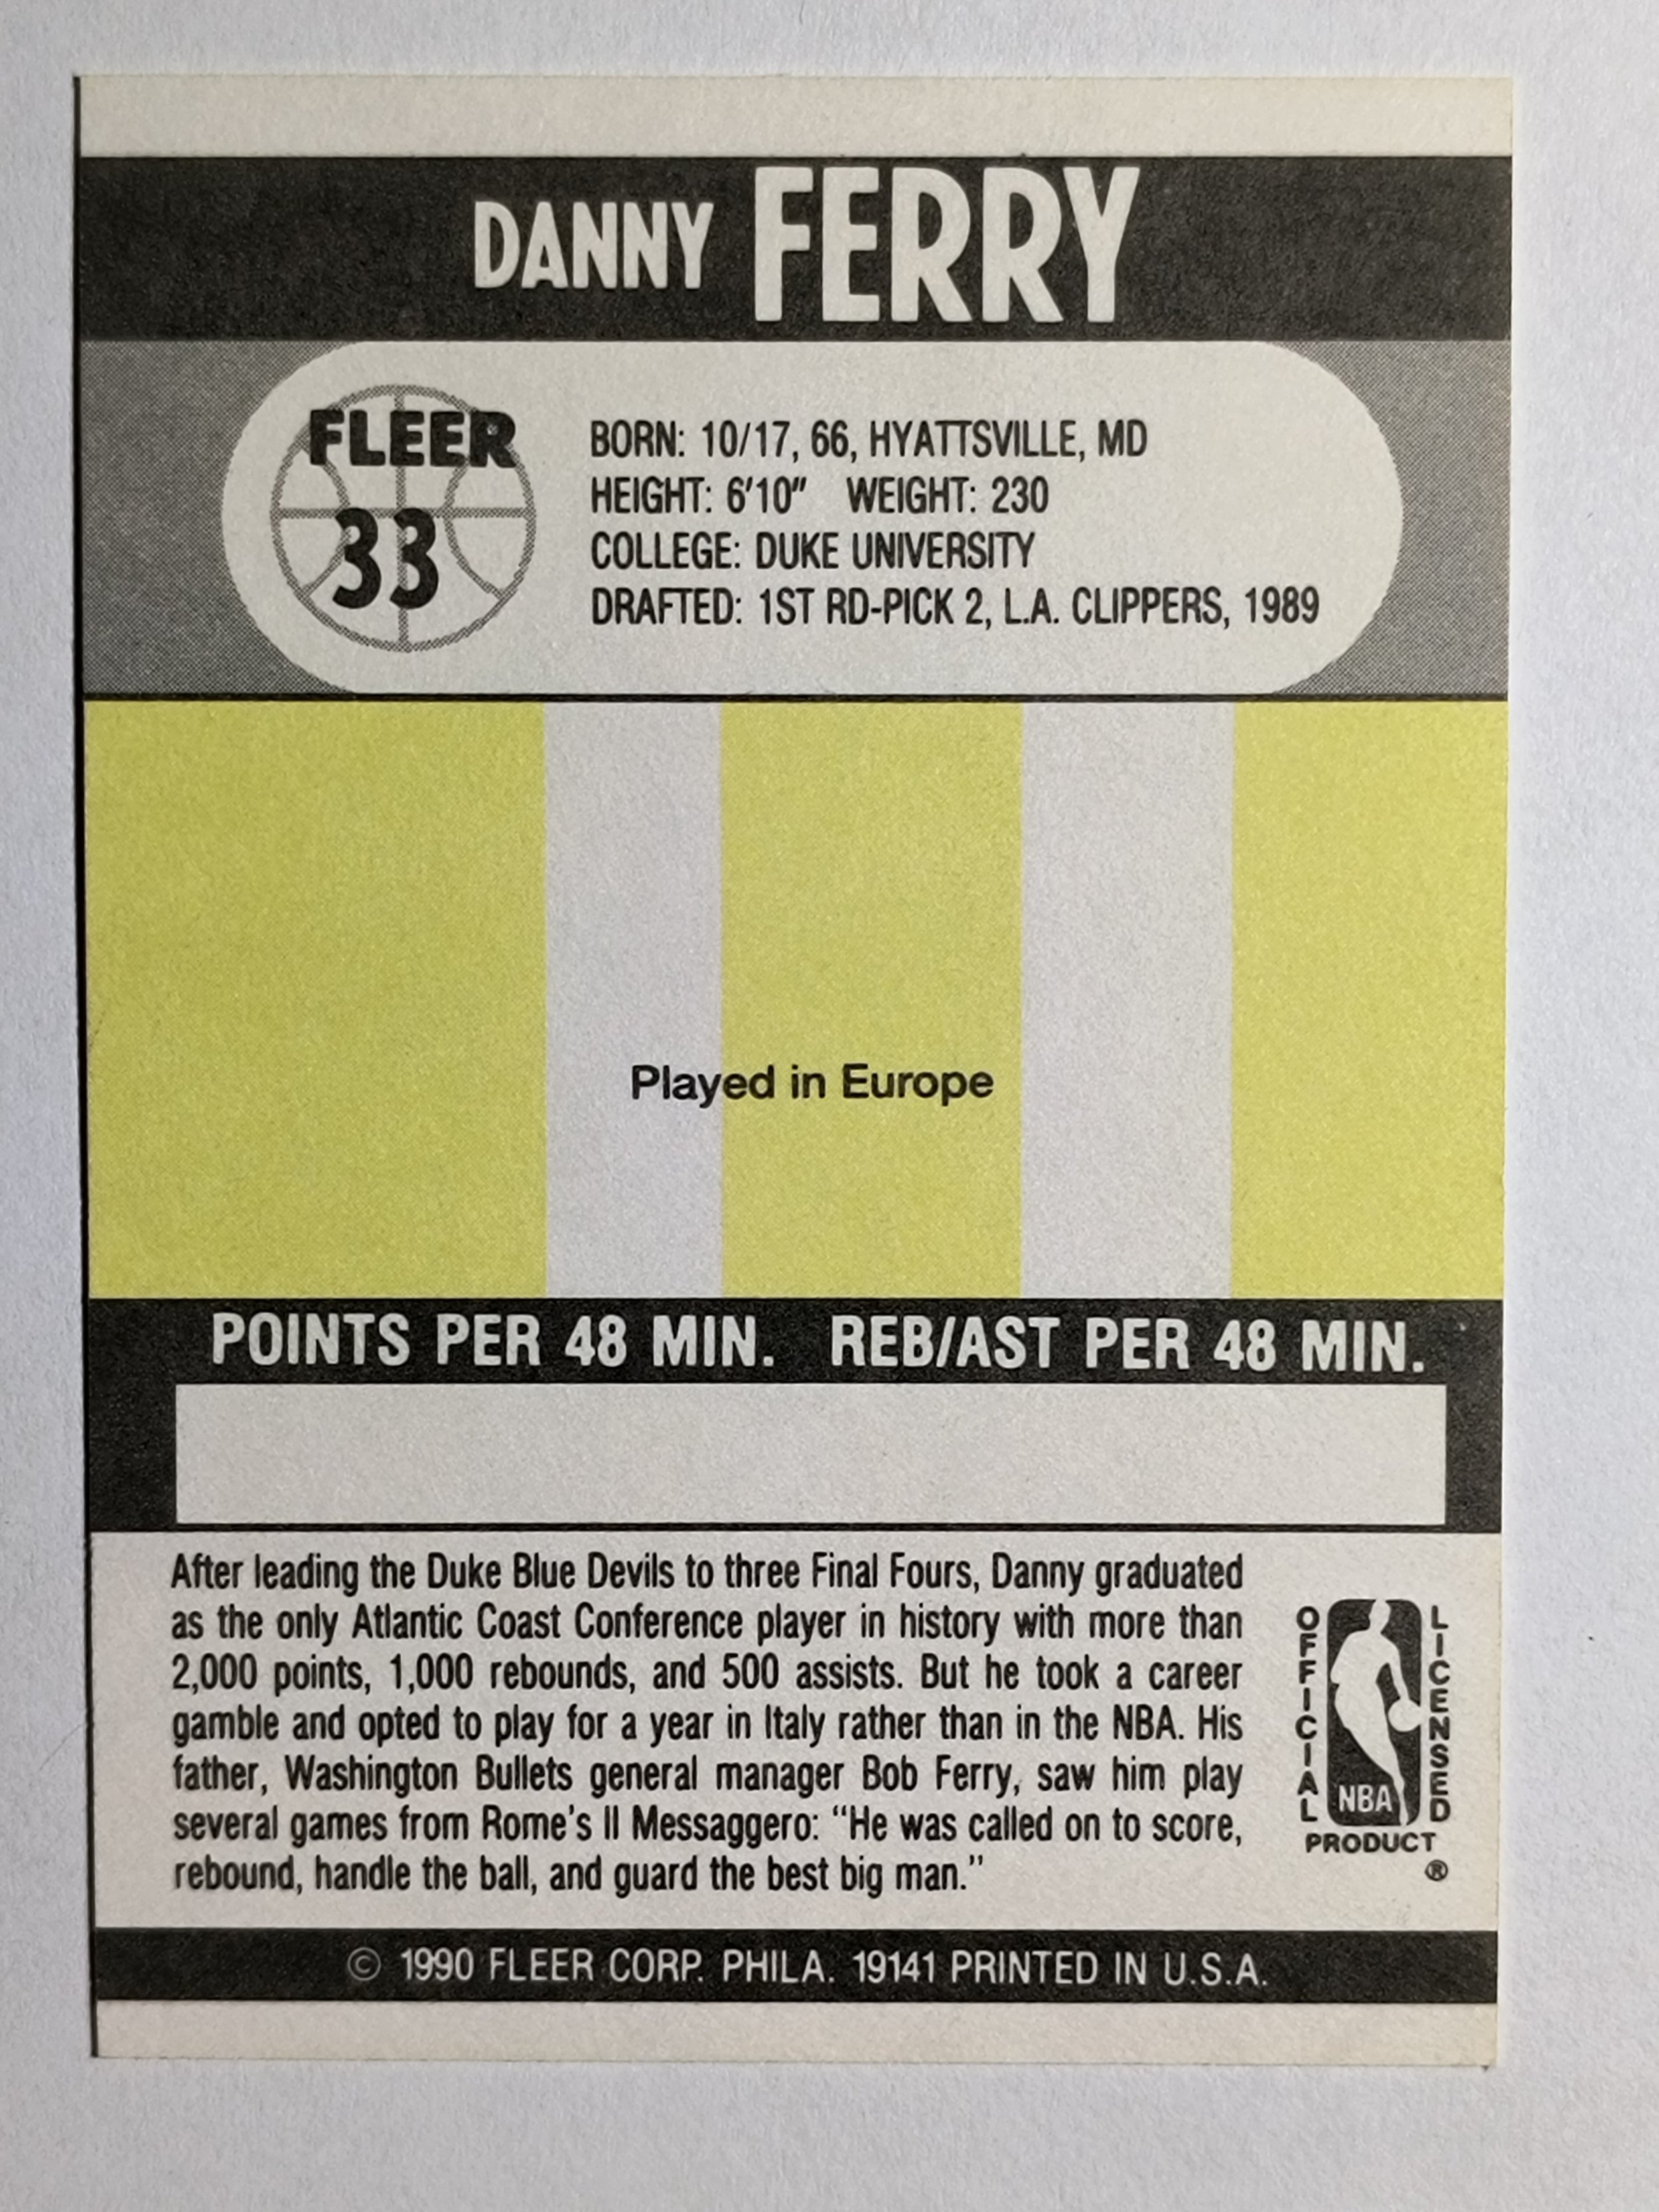 DANNY FERRY
FLEER
33
BORN: 10/17, 66, HYATTSVILLE, MD
HEIGHT: 6'10" WEIGHT: 230
COLLEGE: DUKE UNIVERSITY
DRAFTED: 1ST RD-PICK 2, L.A. CLIPPERS, 1989
Played in Europe
POINTS PER 48 MIN. REB/AST PER 48 MIN.
After leading the Duke Blue Devils to three Final Fours, Danny graduated
as the only Atlantic Coast Conference player in history with more than
2,000 points, 1,000 rebounds, and 500 assists. But he took a career
gamble and opted to play for a year in Italy rather than in the NBA. His
father, Washington Bullets general manager Bob Ferry, saw him play
several games from Rome's Il Messaggero: "He was called on to score,
rebound, handle the ball, and guard the best big man."
OFFICIAL
NBA
LICENSED
PRODUCT
®
© 1990 FLEER CORP. PHILA. 19141 PRINTED IN U.S.A.